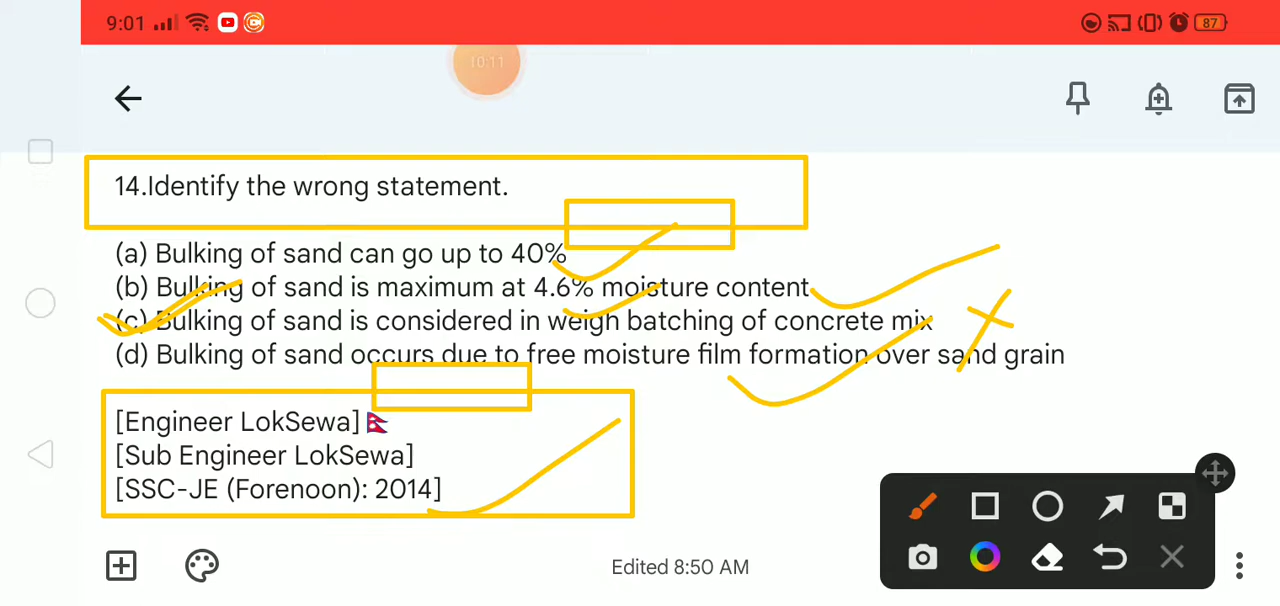 9:01
87
10:11
14.Identify the wrong statement.
(a) Bulking of sand can go up to 40%
(b) Bulking of sand is maximum at 4.6% moisture content
(c) Bulking of sand is considered in weigh batching of concrete mix
(d) Bulking of sand occurs due to free moisture film formation over sand grain
[Engineer LokSewa] 🇳🇵
[Sub Engineer LokSewa]
[SSC-JE (Forenoon): 2014]
Edited 8:50 AM